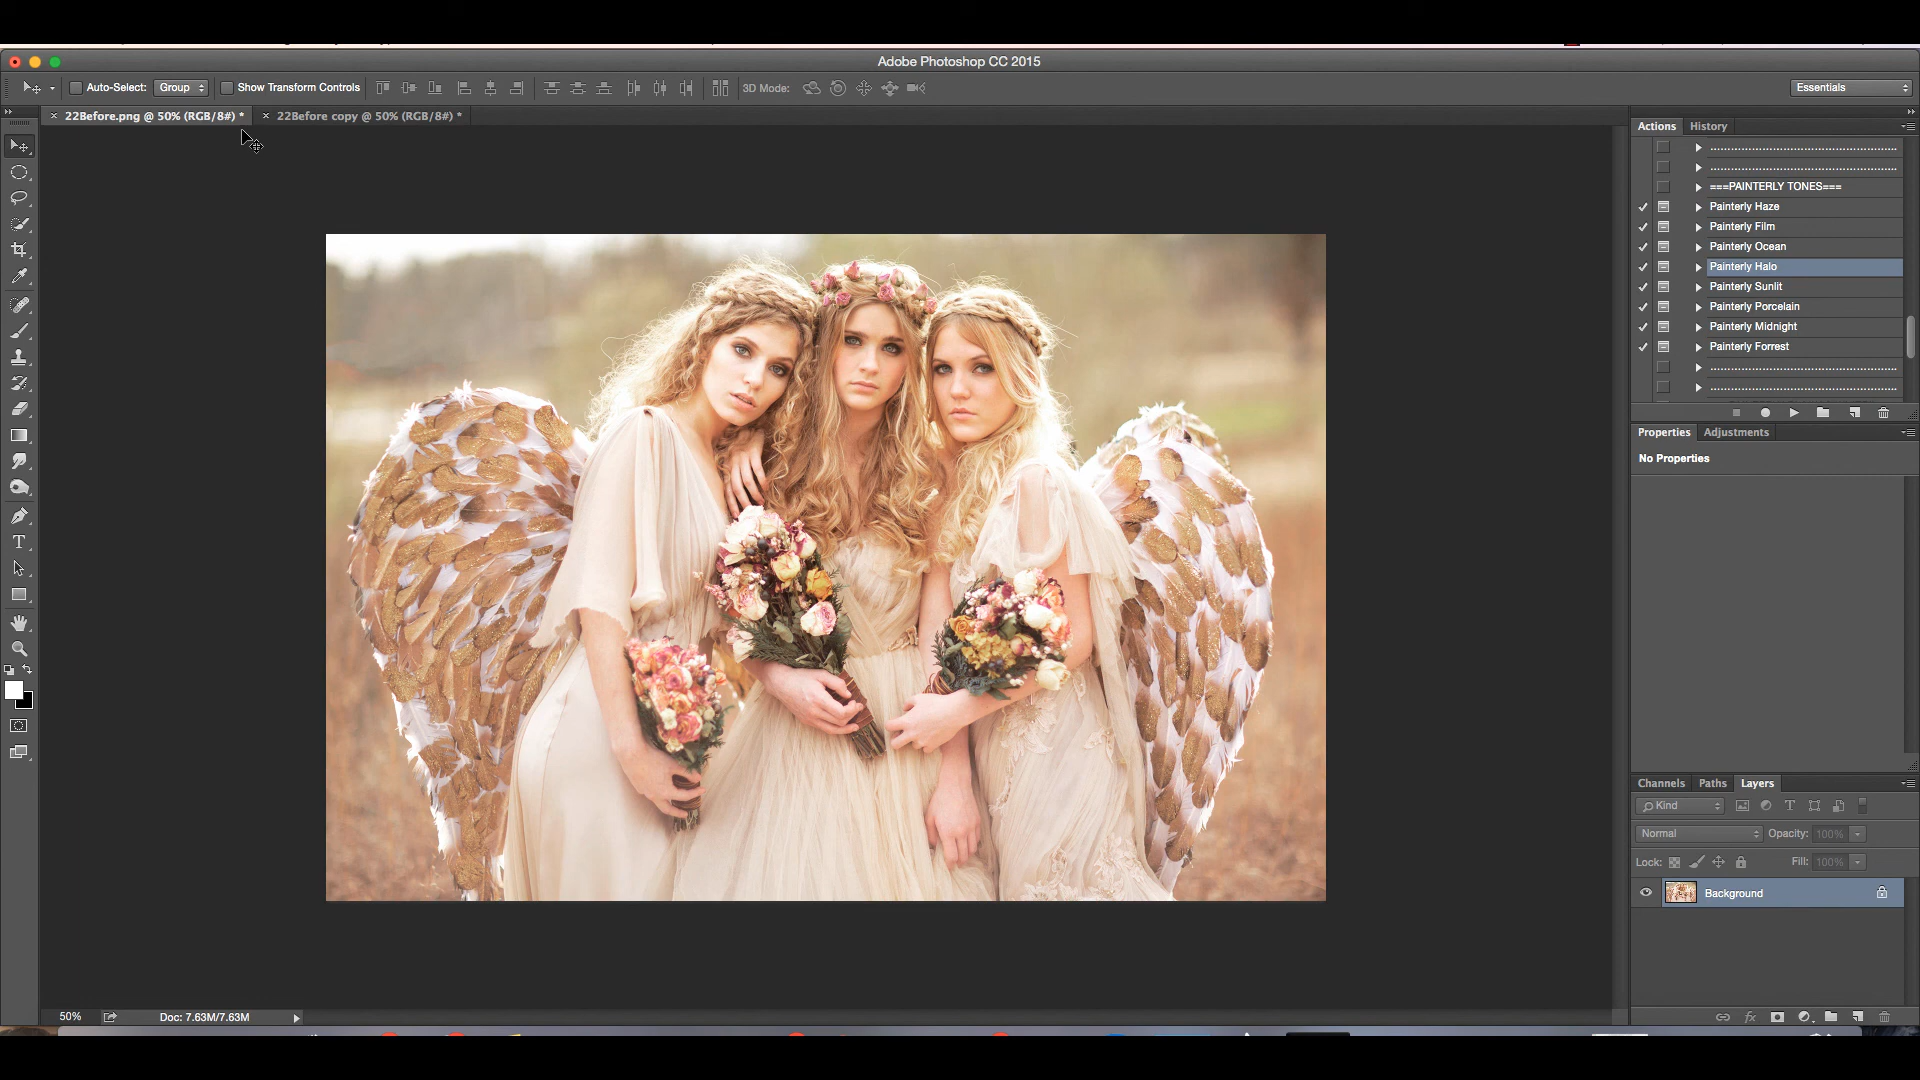 Adobe Photoshop CC 2015
Auto-Select: Group Show Transform Controls 3D Mode: Essentials
× 22Before.png @ 50% (RGB/8#) * × 22Before copy @ 50% (RGB/8#) *
Actions History
===PAINTERLY TONES===
Painterly Haze
Painterly Film
Painterly Ocean
Painterly Halo
Painterly Sunlit
Painterly Porcelain
Painterly Midnight
Painterly Forrest
Properties Adjustments
No Properties
Channels Paths Layers
Kind
Normal Opacity: 100%
Lock: Fill: 100%
Background
50% Doc: 7.63M/7.63M